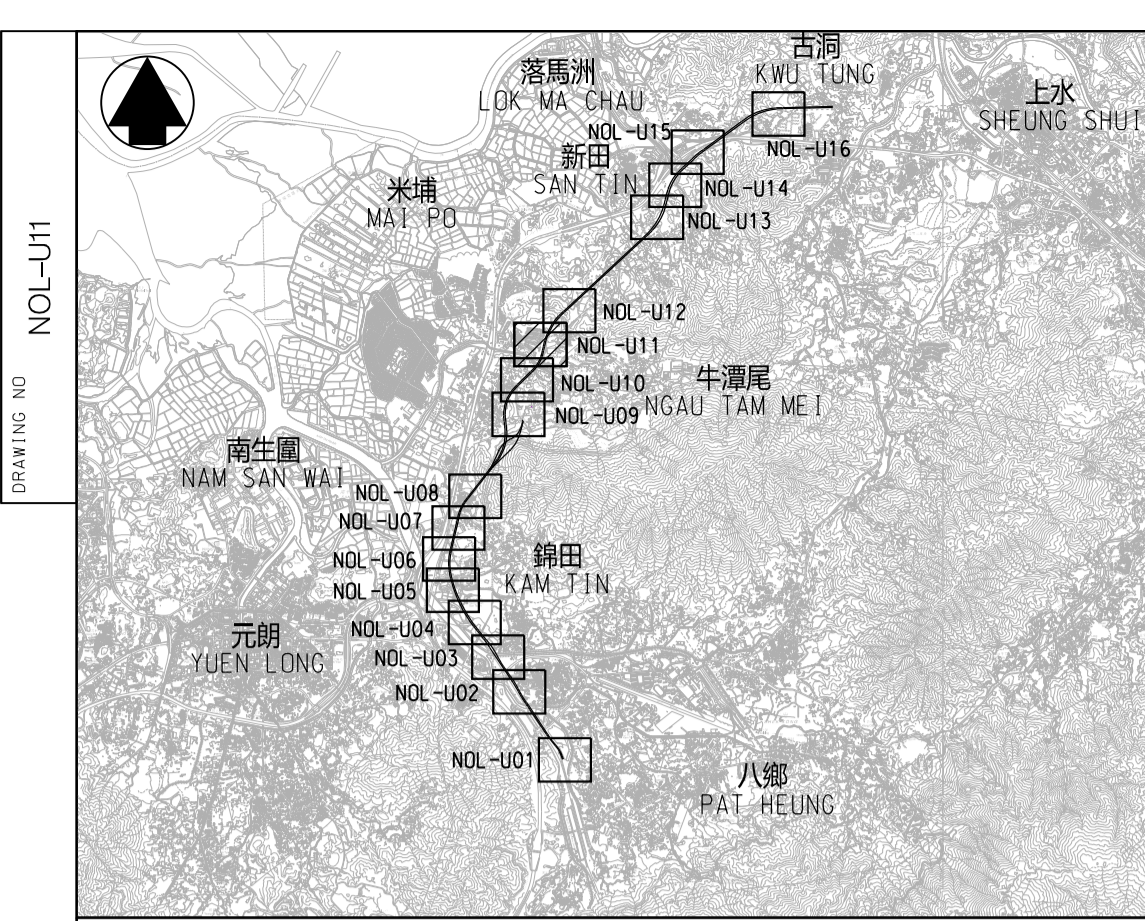 DRAWING NO
NOL-U11
古洞
KWU TUNG
落馬洲
LOK MA CHAU
上水
SHEUNG SHUI
NOL-U15
NOL-U16
新田
SAN TIN
NOL-U14
米埔
MAI PO
NOL-U13
NOL-U12
NOL-U11
NOL-U10
牛潭尾
NGAU TAM MEI
NOL-U09
南生圍
NAM SAN WAI
NOL-U08
NOL-U07
NOL-U06
錦田
KAM TIN
NOL-U05
NOL-U04
元朗
YUEN LONG
NOL-U03
NOL-U02
NOL-U01
八鄉
PAT HEUNG